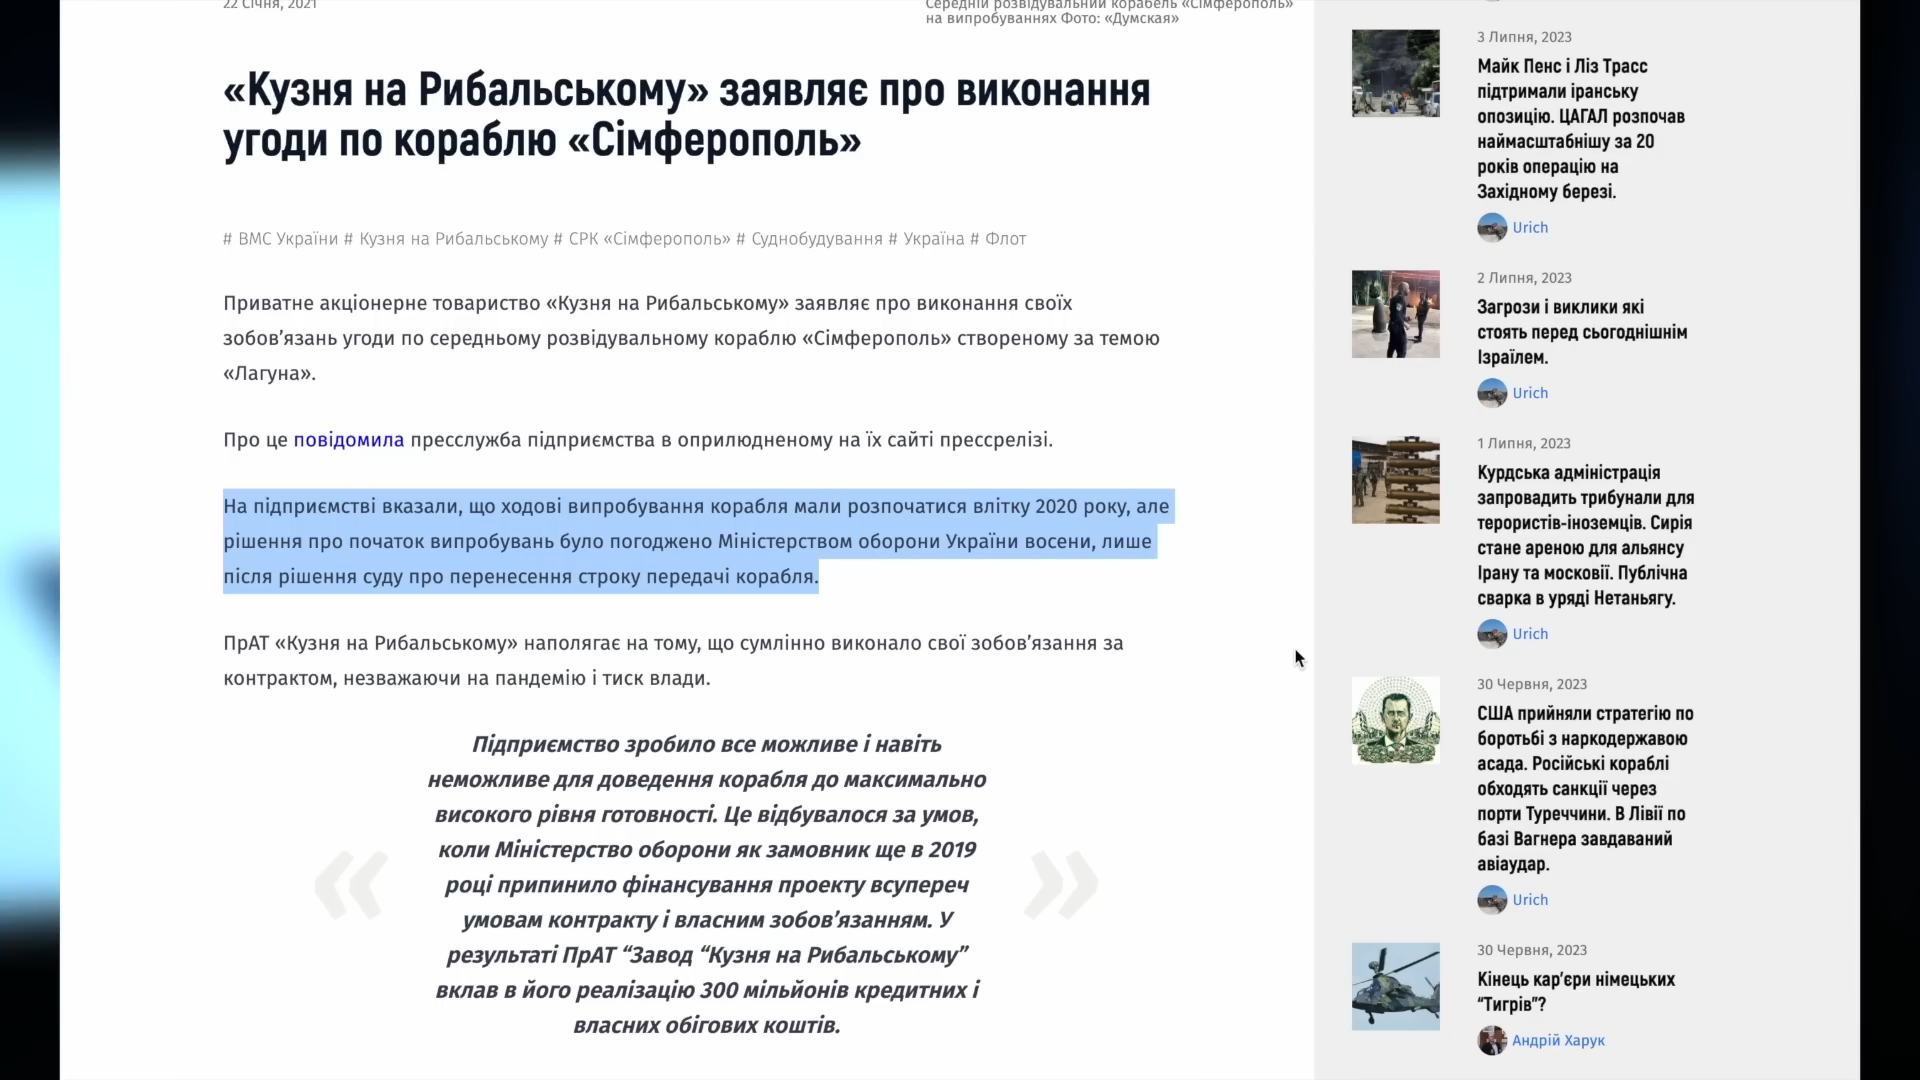 22 Січня, 2021
Середній розвідувальний корабель «Сімферополь»
на випробуваннях Фото: «Думская»
«Кузня на Рибальському» заявляє про виконання
угоди по кораблю «Сімферополь»
# ВМС України # Кузня на Рибальському # СРК «Сімферополь» # Суднобудування # Україна # Флот
Приватне акціонерне товариство «Кузня на Рибальському» заявляє про виконання своїх
зобов’язань угоди по середньому розвідувальному кораблю «Сімферополь» створеному за темою
«Лагуна».
Про це повідомила пресслужба підприємства в оприлюдненому на їх сайті прессрелізі.
На підприємстві вказали, що ходові випробування корабля мали розпочатися влітку 2020 року, але
рішення про початок випробувань було погоджено Міністерством оборони України восени, лише
після рішення суду про перенесення строку передачі корабля.
ПрАТ «Кузня на Рибальському» наполягає на тому, що сумлінно виконало свої зобов’язання за
контрактом, незважаючи на пандемію і тиск влади.
Підприємство зробило все можливе і навіть
неможливе для доведення корабля до максимально
високого рівня готовності. Це відбувалося за умов,
коли Міністерство оборони як замовник ще в 2019
році припинило фінансування проекту всупереч
умовам контракту і власним зобов’язанням. У
результаті ПрАТ “Завод “Кузня на Рибальському”
вклав в його реалізацію 300 мільйонів кредитних і
власних обігових коштів.
3 Липня, 2023
Майк Пенс і Ліз Трасс
підтримали іранську
опозицію. ЦАГАЛ розпочав
наймасштабнішу за 20
років операцію на
Західному березі.
Urich
2 Липня, 2023
Загрози і виклики які
стоять перед сьогоднішнім
Ізраїлем.
Urich
1 Липня, 2023
Курдська адміністрація
запровадить трибунали для
терористів-іноземців. Сирія
стане ареною для альянсу
Ірану та московії. Публічна
сварка в уряді Нетаньягу.
Urich
30 Червня, 2023
США прийняли стратегію по
боротьбі з наркодержавою
асада. Російські кораблі
обходять санкції через
порти Туреччини. В Лівії по
базі Вагнера завдаваний
авіаудар.
Urich
30 Червня, 2023
Кінець кар’єри німецьких
“Тигрів”?
Андрій Харук